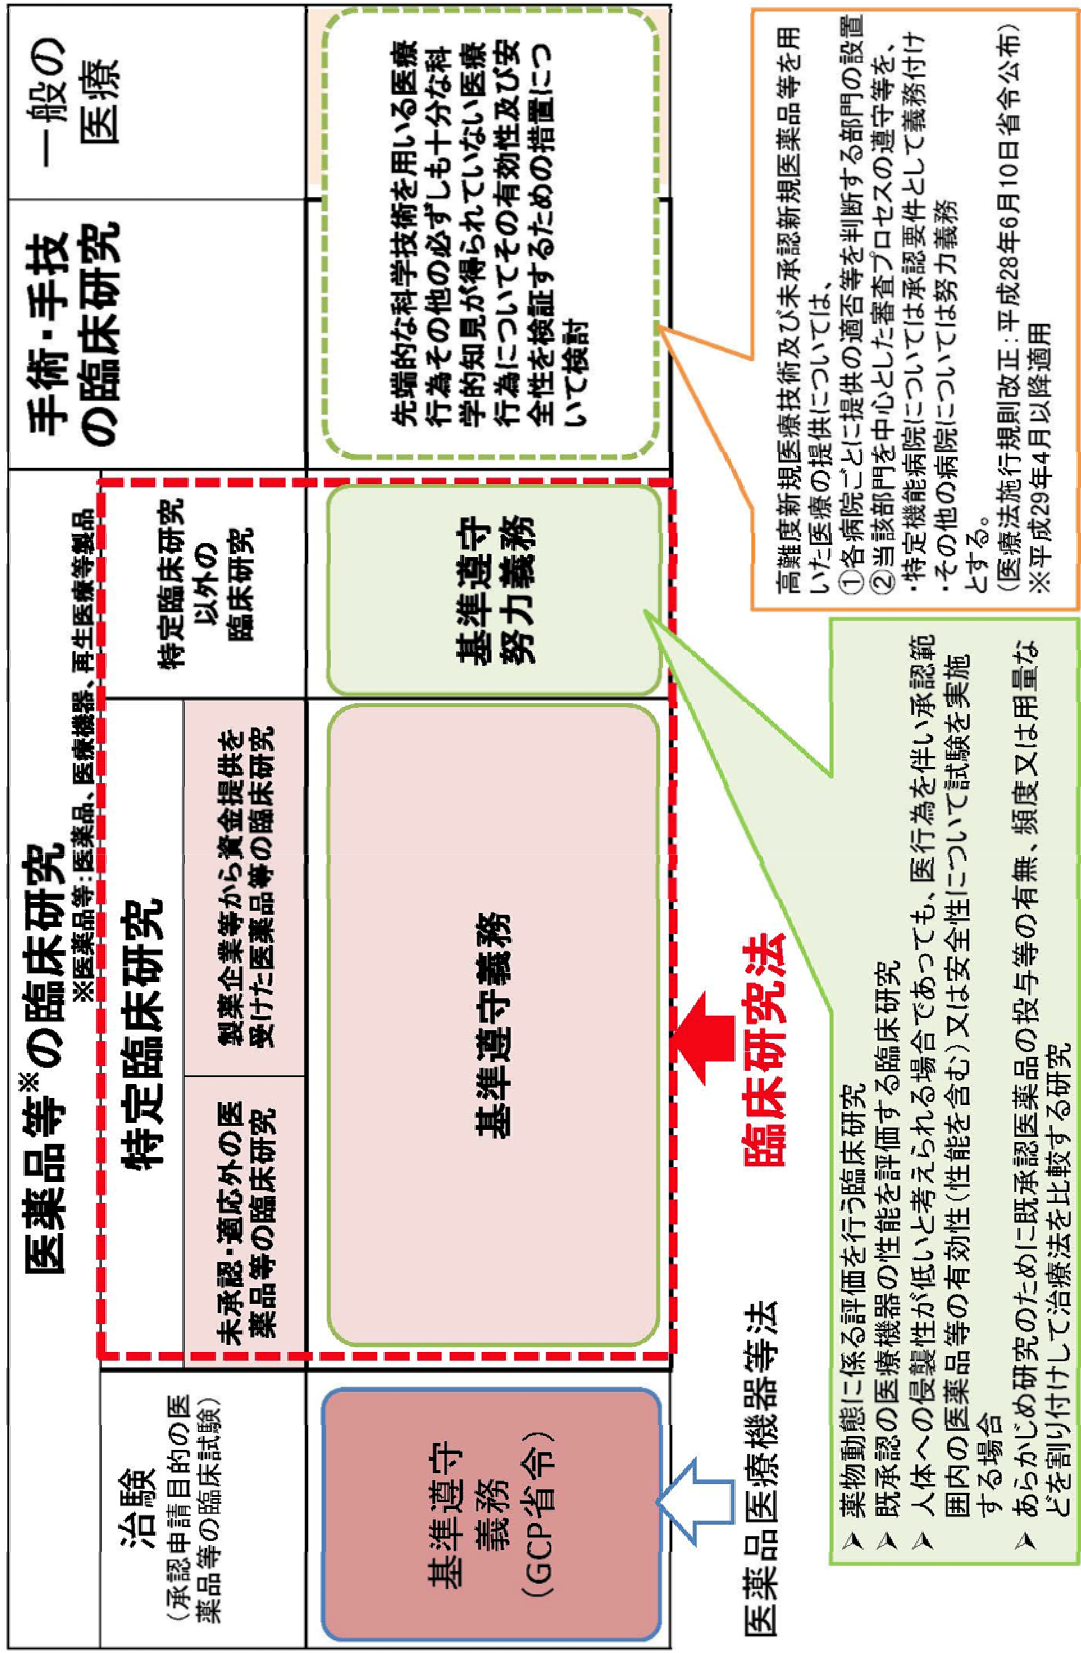 医薬品等※の臨床研究
※医薬品等：医薬品、医療機器、再生医療等製品
手術・手技
の臨床研究
一般の
医療
治験
（承認申請目的の医
薬品等の臨床試験）
特定臨床研究
未承認・適応外の医
薬品等の臨床研究
製薬企業等から資金提供を
受けた医薬品等の臨床研究
特定臨床研究
以外の
臨床研究
基準遵守
義務
（GCP省令）
基準遵守義務
基準遵守
努力義務
先端的な科学技術を用いる医療
行為その他の必ずしも十分な科
学的知見が得られていない医療
行為についてその有効性及び安
全性を検証するための措置につ
いて検討
医薬品医療機器等法
臨床研究法
➢ 薬物動態に係る評価を行う臨床研究
➢ 既承認の医療機器の性能を評価する臨床研究
➢ 人体への侵襲性が低いと考えられる場合であっても、医行為を伴い承認範
囲内の医薬品等の有効性（性能を含む）又は安全性について試験を実施
する場合
➢ あらかじめ研究のために既承認医薬品の投与等の有無、頻度又は用量な
どを割り付けして治療法を比較する研究
高難度新規医療技術及び未承認新規医薬品等を用
いた医療の提供については、
①各病院ごとに提供の適否等を判断する部門の設置
②当該部門を中心とした審査プロセスの遵守等を、
・特定機能病院については承認要件として義務付け
・その他の病院については努力義務
とする。
（医療法施行規則改正：平成28年6月10日省令公布）
※平成29年4月以降適用